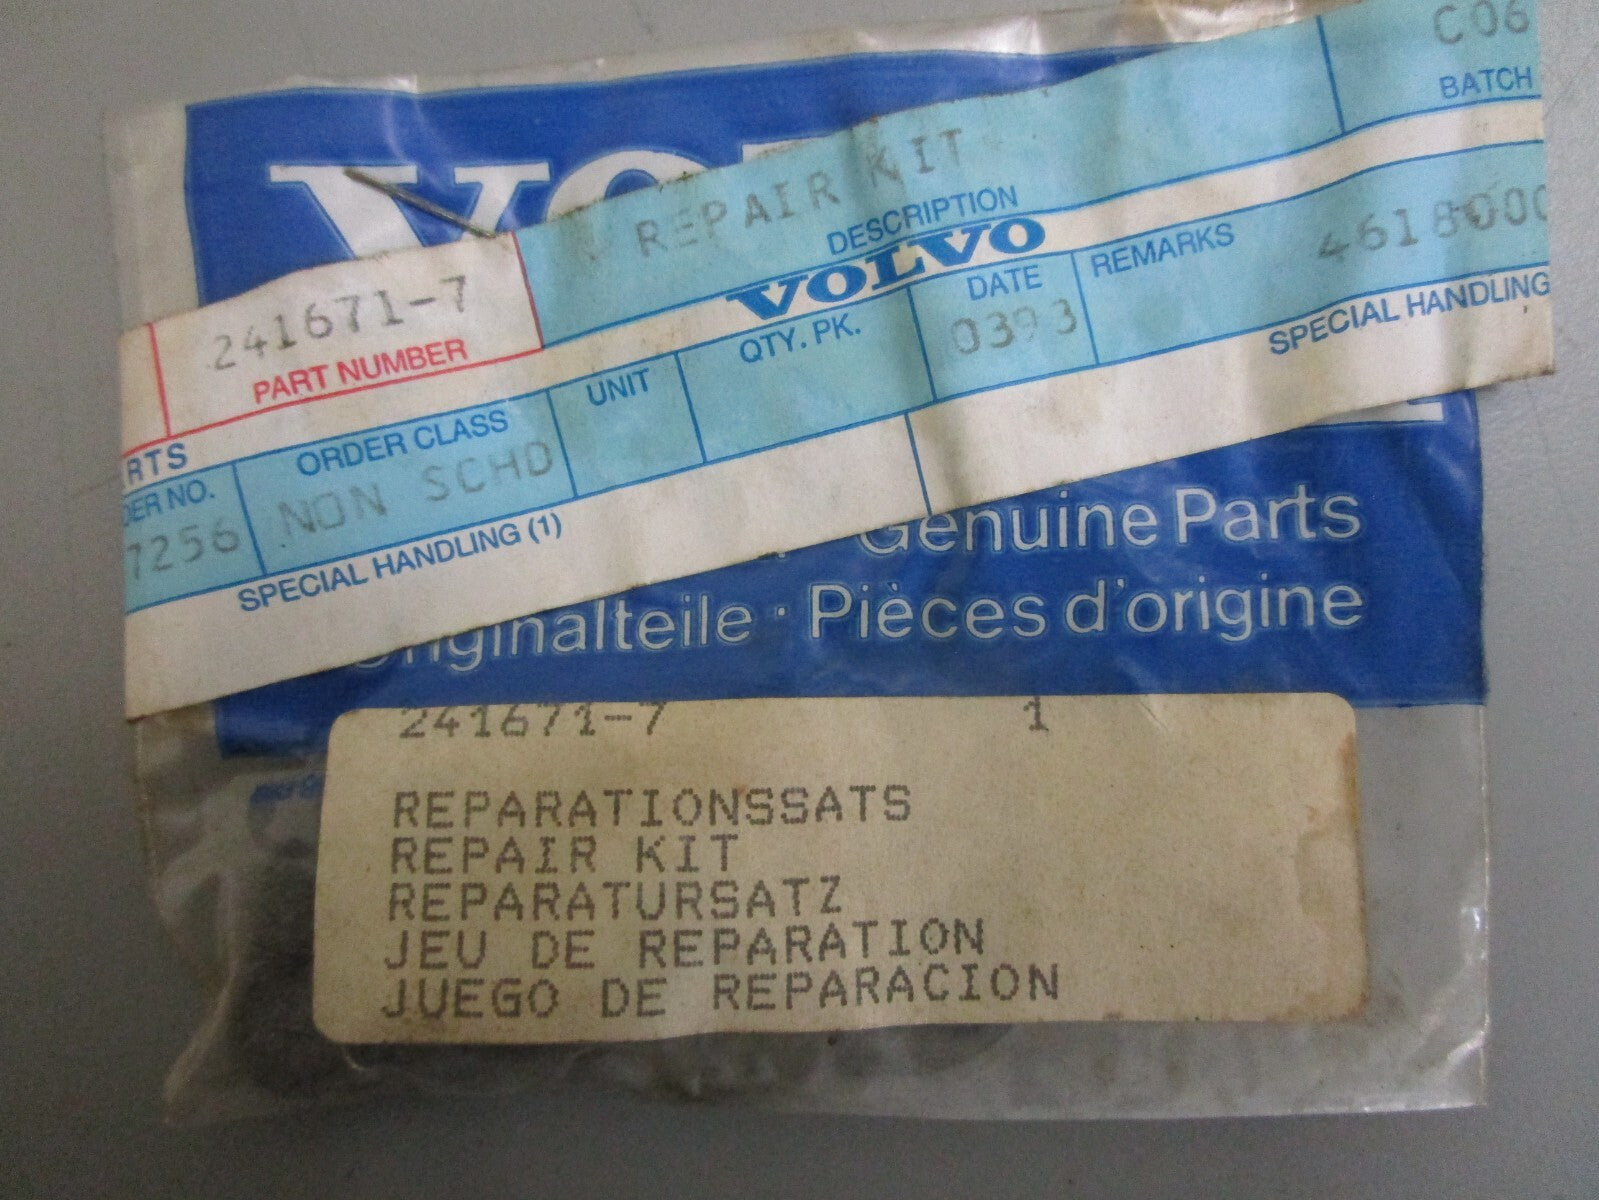 C06
BATCH
REPAIR KIT
DESCRIPTION
VOLVO
241671-7
PART NUMBER
DATE
0393
REMARKS
4618000
SPECIAL HANDLING
QTY. PK.
UNIT
ORDER CLASS
NON SCHD
RTS
DER NO.
7256
SPECIAL HANDLING (1)
Genuine Parts
Originalteile · Pièces d'origine
241671-7 1
REPARATIONSSATS
REPAIR KIT
REPARATURSATZ
JEU DE REPARATION
JUEGO DE REPARACION